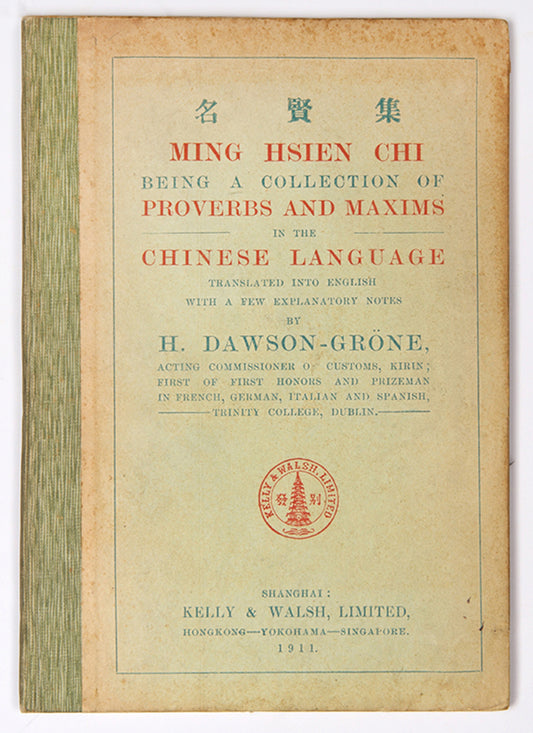 名賢集
MING HSIEN CHI
BEING A COLLECTION OF
PROVERBS AND MAXIMS
IN THE
CHINESE LANGUAGE
TRANSLATED INTO ENGLISH
WITH A FEW EXPLANATORY NOTES
BY
H. DAWSON-GRÖNE,
ACTING COMMISSIONER O CUSTOMS, KIRIN;
FIRST OF FIRST HONORS AND PRIZEMAN
IN FRENCH, GERMAN, ITALIAN AND SPANISH,
TRINITY COLLEGE, DUBLIN.
KELLY & WALSH, LIMITED
發 別
SHANGHAI:
KELLY & WALSH, LIMITED,
HONGKONG—YOKOHAMA—SINGAPORE.
1911.